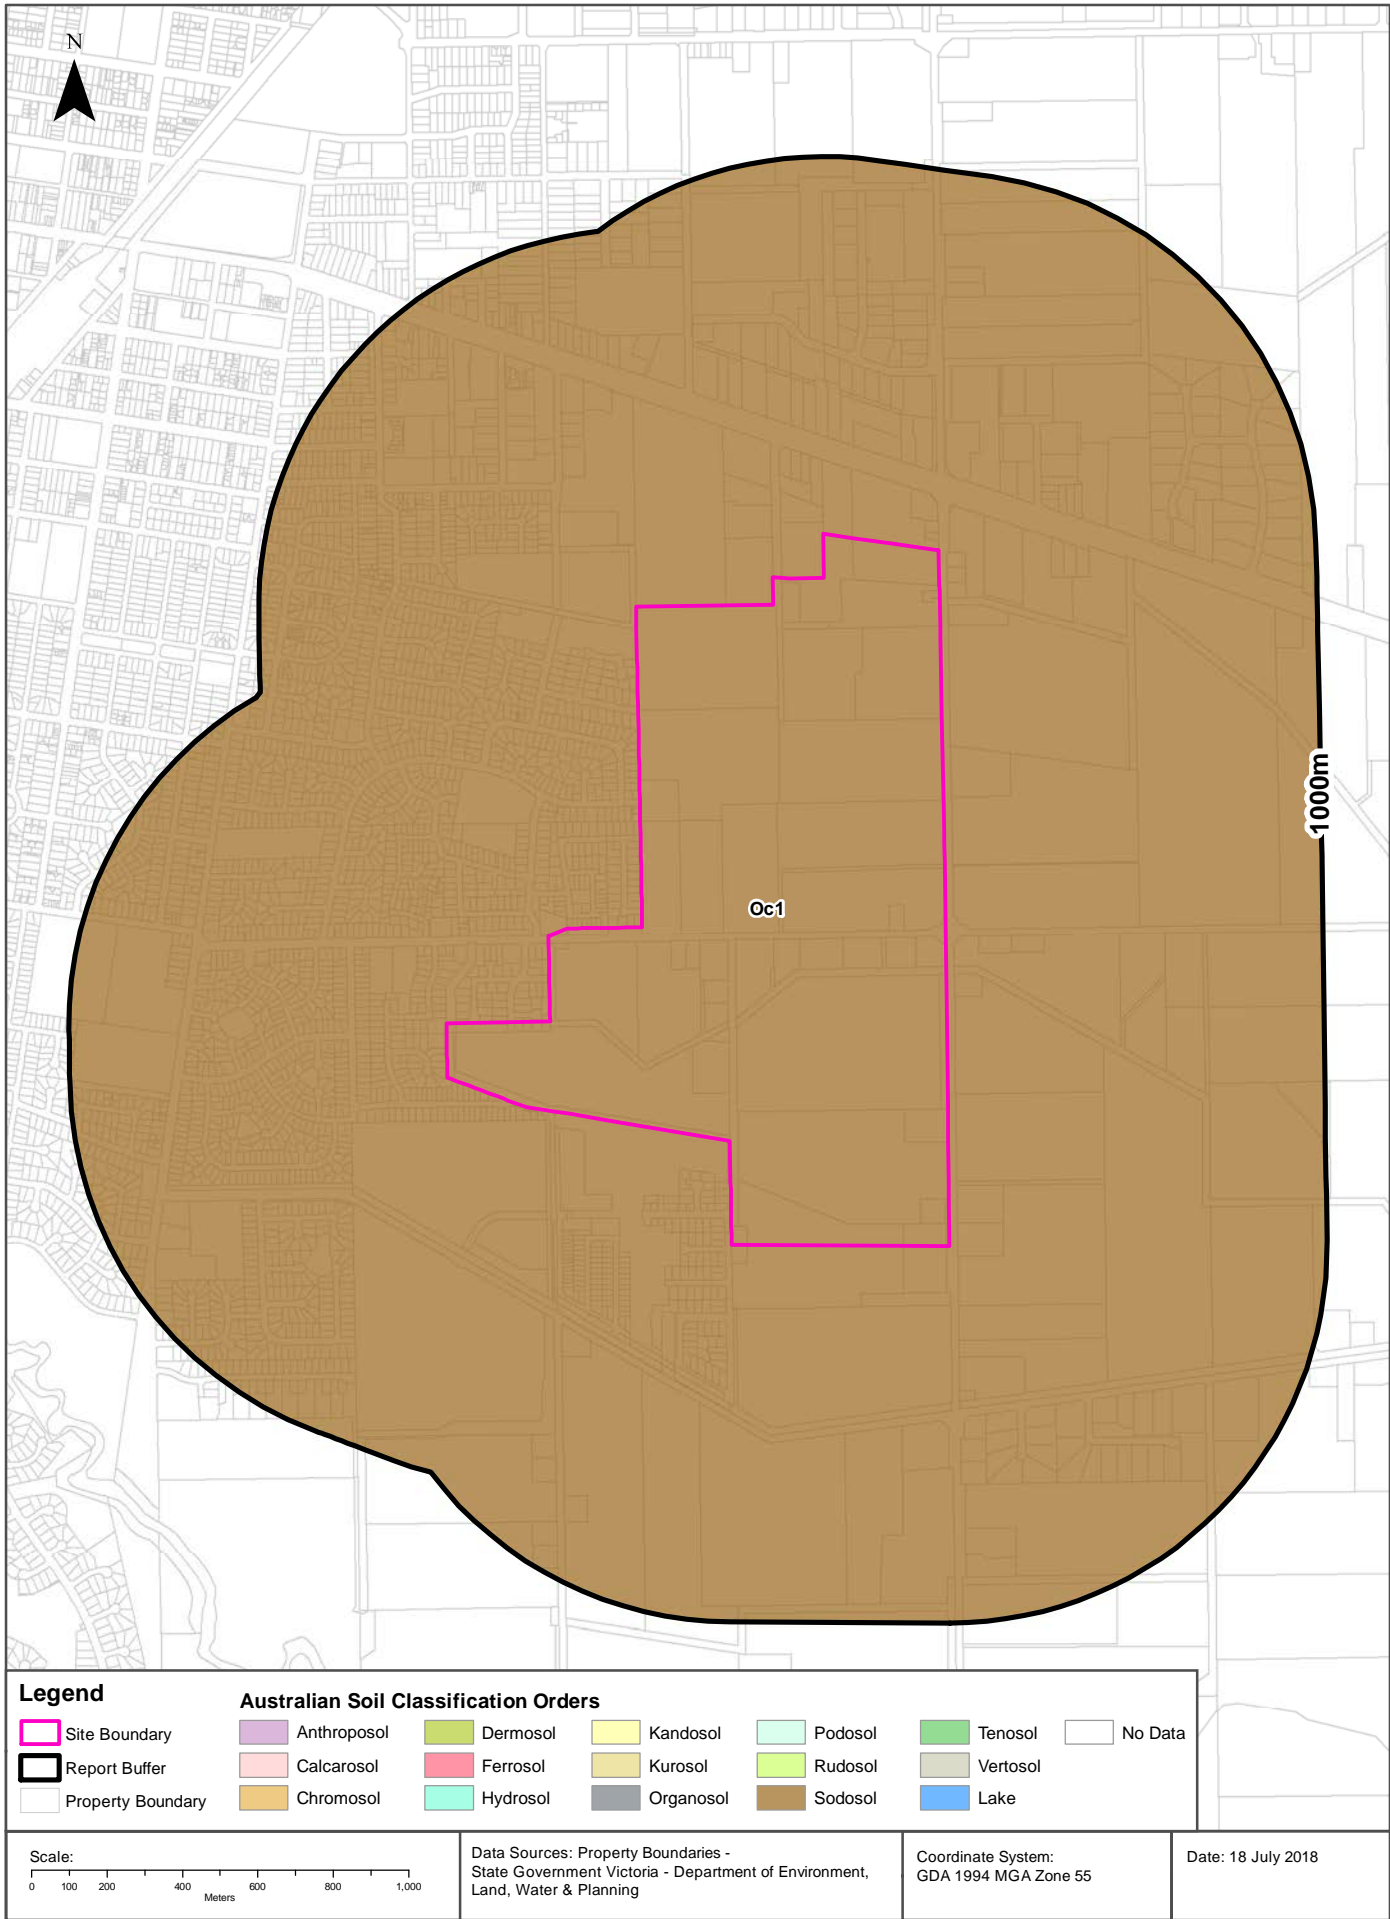 N
1000m
Oc1
Legend
Site Boundary
Report Buffer
Property Boundary
Australian Soil Classification Orders
Anthroposol
Calcarosol
Chromosol
Dermosol
Ferrosol
Hydrosol
Kandosol
Kurosol
Organosol
Podosol
Rudosol
Sodosol
Tenosol
Vertosol
Lake
No Data
Scale:
0 100 200 400 600 800 1,000
Meters
Data Sources: Property Boundaries -
State Government Victoria - Department of Environment,
Land, Water & Planning
Coordinate System:
GDA 1994 MGA Zone 55
Date: 18 July 2018